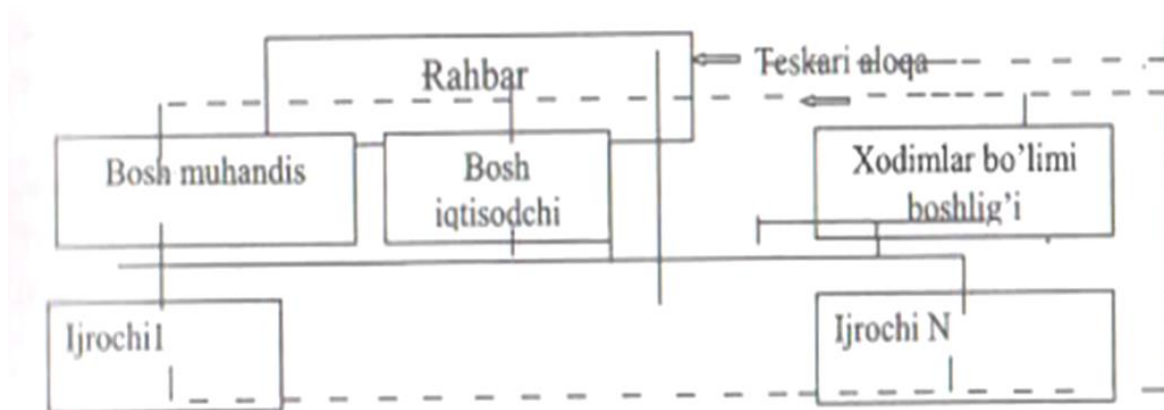 Rahbar
Teskari aloqa
Bosh muhandis
Bosh
iqtisodchi
Xodimlar bo’limi
boshlig’i
Ijrochi1
Ijrochi N